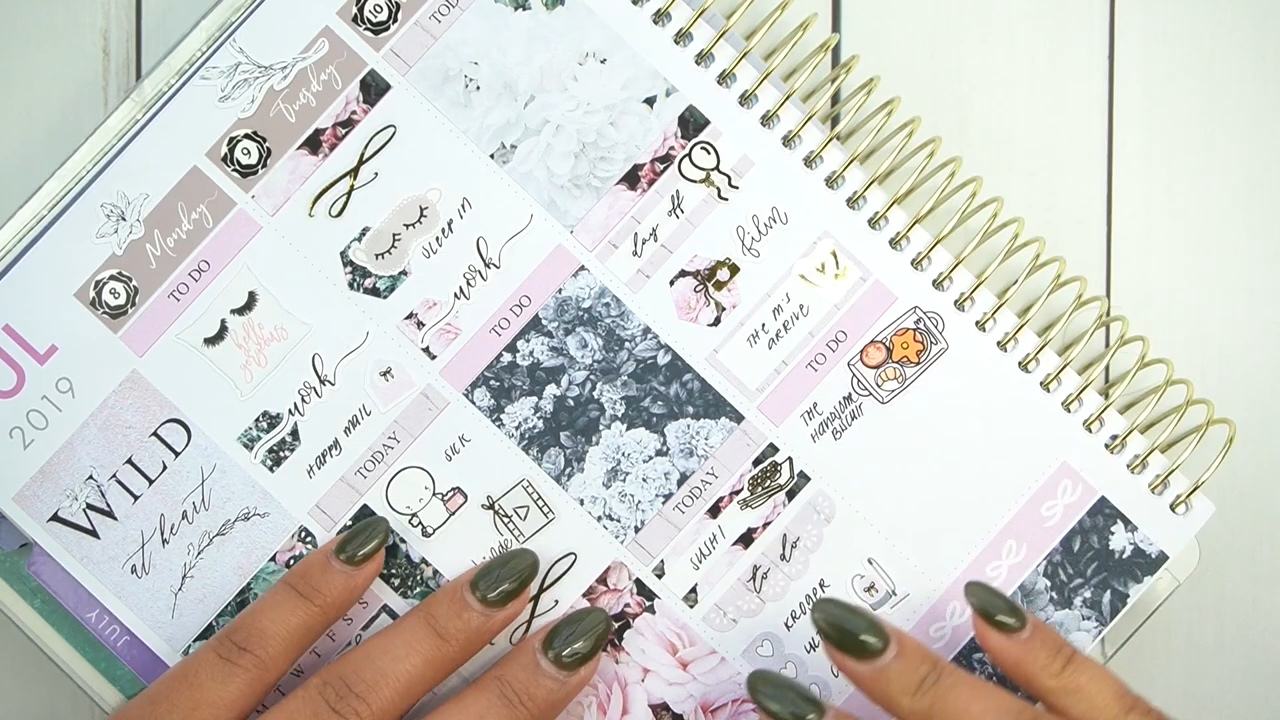 10
TOD
Tuesday
9
SLEEP IN
work
Monday
8
TO DO
hello
gorgeous
work
HAPPY MAIL
TODAY
SICK
JUL
2019
WILD
at heart
JULY
TO DO
day off
film
THE M'S
ARRIVE
TO DO
THE
HANDSOME
BISCUIT
TODAY
SUSHI
to do
KROGER
M T W T F S S